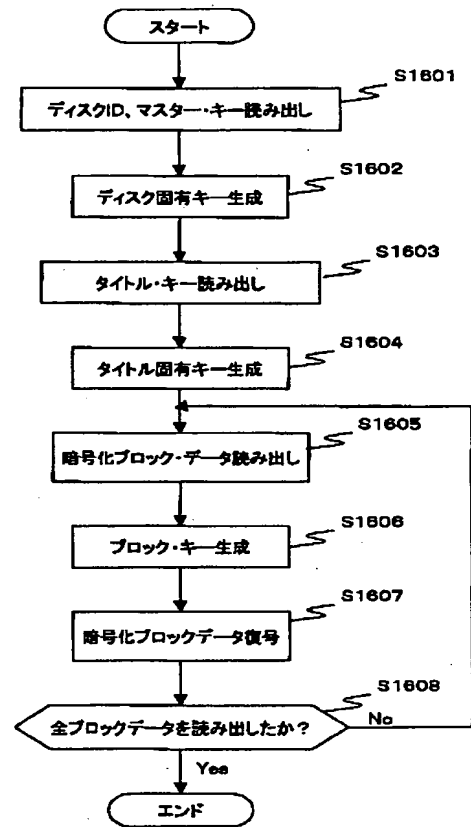 スタート
S1601
ディスクID、マスター・キー読み出し
S1602
ディスク固有キー生成
S1603
タイトル・キー読み出し
S1604
タイトル固有キー生成
S1605
暗号化ブロック・データ読み出し
S1606
ブロック・キー生成
S1607
暗号化ブロックデータ復号
S1608
全ブロックデータを読み出したか？
No
Yes
エンド